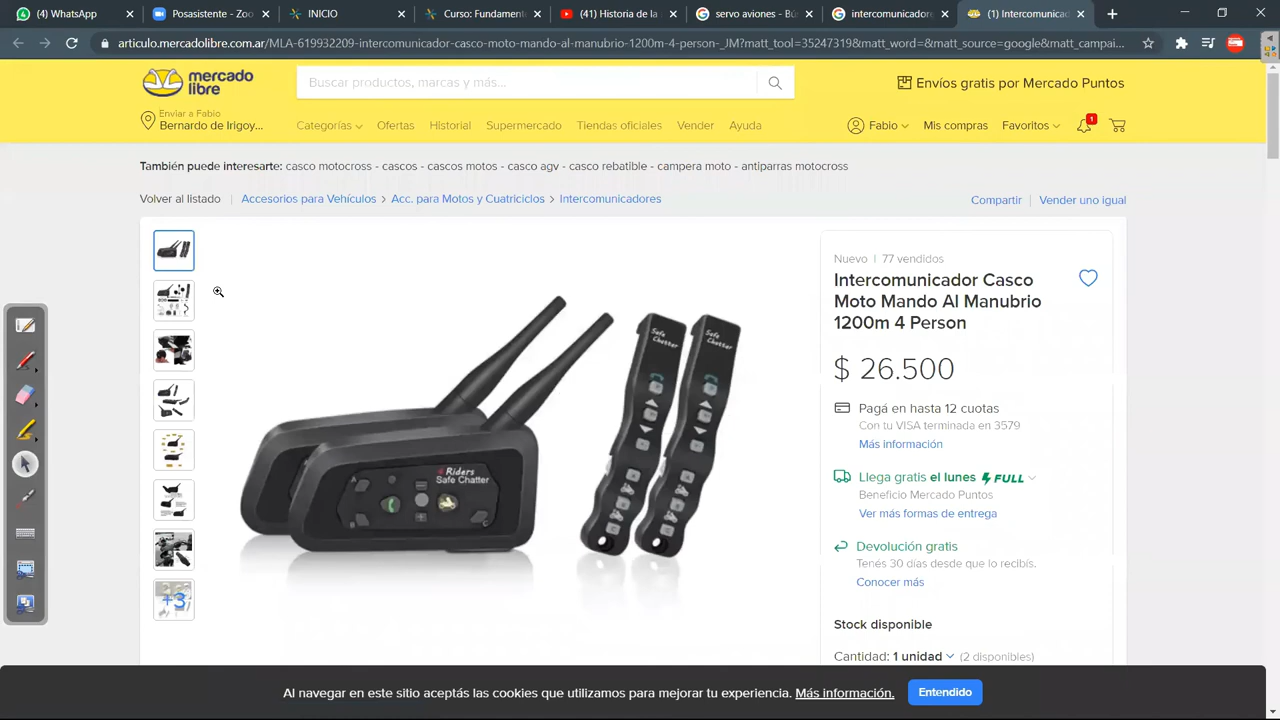 (4) WhatsApp
Posasistente - Zoo
INICIO
Curso: Fundament
(41) Historia de la
servo aviones - Bús
intercomunicadore
(1) Intercomunicad
articulo.mercadolibre.com.ar/MLA-619932209-intercomunicador-casco-moto-mando-al-manubrio-1200m-4-person-_JM?matt_tool=35247319&matt_word=&matt_source=google&matt_campai...
mercado
libre
Buscar productos, marcas y más...
Envíos gratis por Mercado Puntos
Enviar a Fabio
Bernardo de Irigoy...
Categorías
Ofertas
Historial
Supermercado
Tiendas oficiales
Vender
Ayuda
Fabio
Mis compras
Favoritos
1
También puede interesarte: casco motocross - cascos - cascos motos - casco agv - casco rebatible - campera moto - antiparras motocross
Volver al listado
Accesorios para Vehículos > Acc. para Motos y Cuatriciclos > Intercomunicadores
Compartir
Vender uno igual
Nuevo | 77 vendidos
Intercomunicador Casco
Moto Mando Al Manubrio
1200m 4 Person
$ 26.500
Pagá en hasta 12 cuotas
Con tu VISA terminada en 3579
Más información
Llega gratis el lunes FULL
Beneficio Mercado Puntos
Ver más formas de entrega
Devolución gratis
Tenés 30 días desde que lo recibís.
Conocer más
Stock disponible
Cantidad: 1 unidad (2 disponibles)
4 Riders
Safe Chatter
A
B
C
Safe
Chatter
Safe
Chatter
+3
Al navegar en este sitio aceptás las cookies que utilizamos para mejorar tu experiencia. Más información.
Entendido